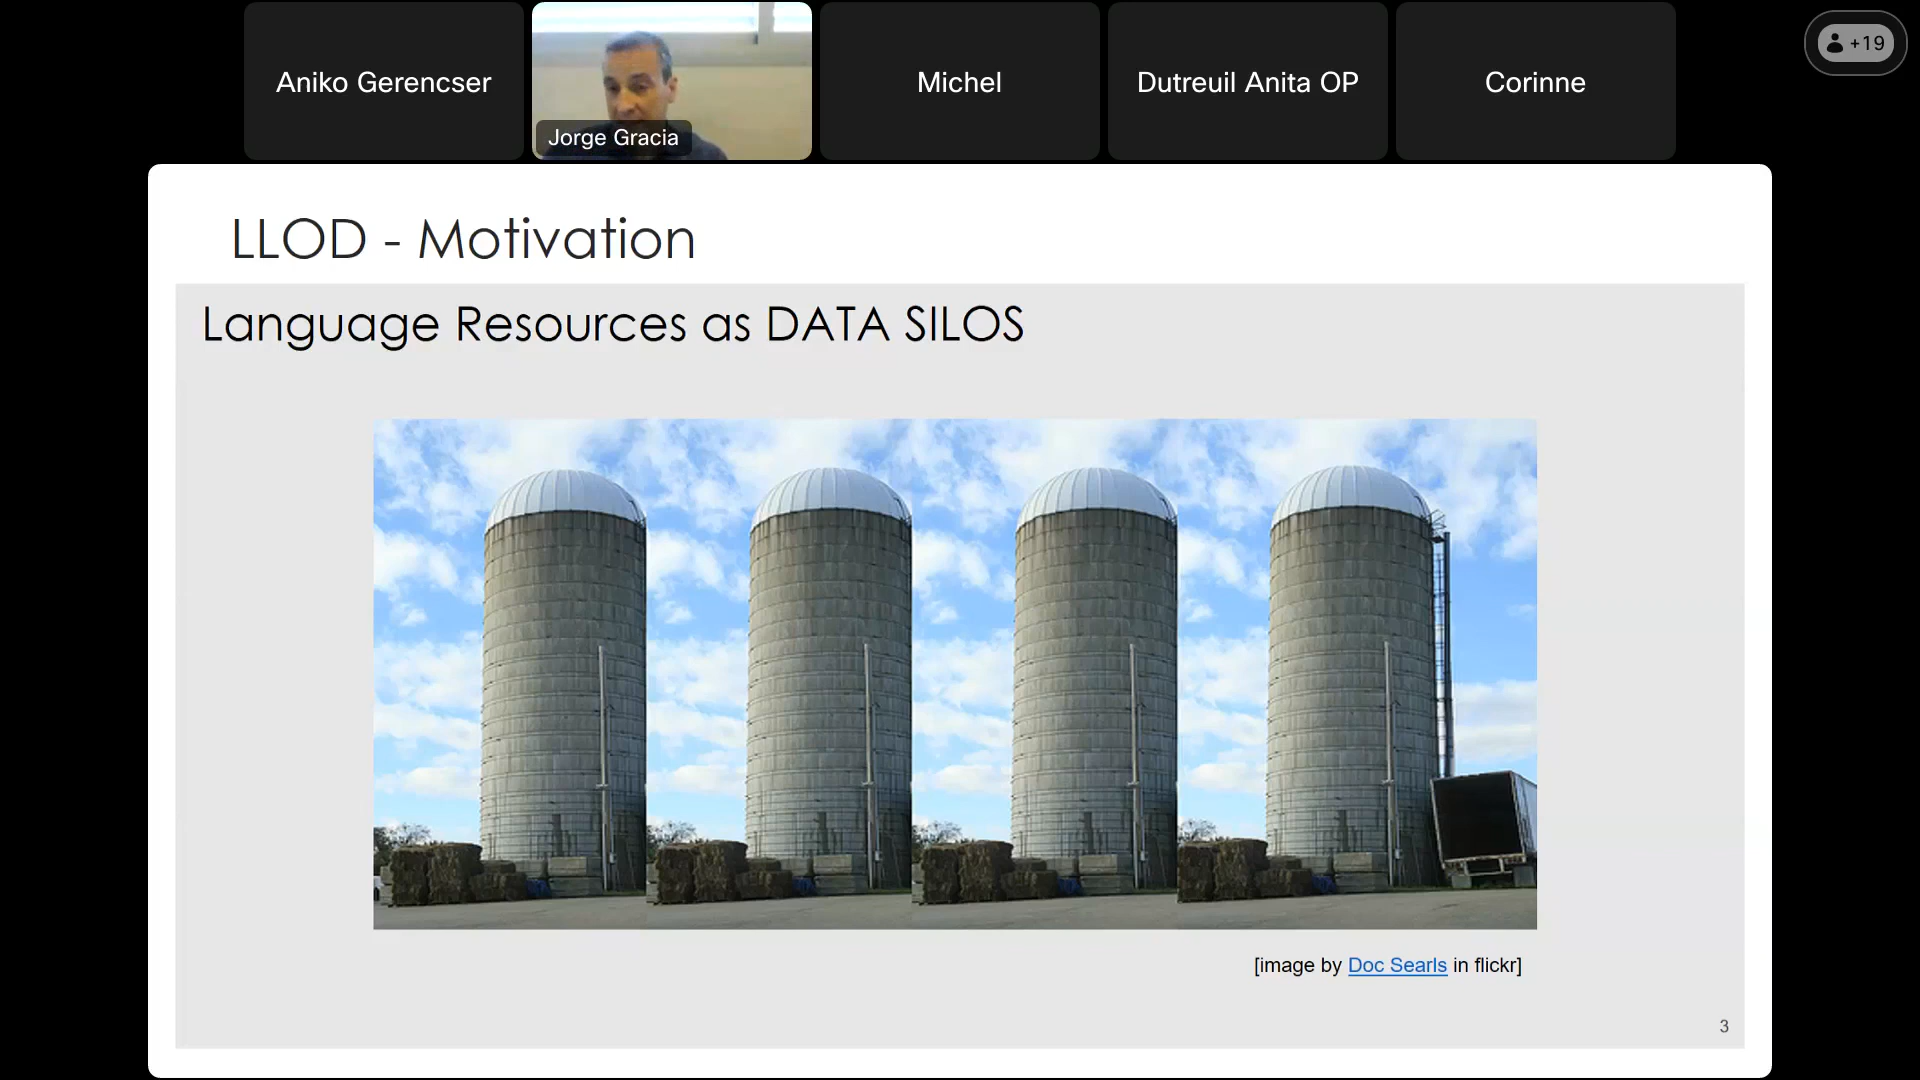 Aniko Gerencser
Jorge Gracia
Michel
Dutreuil Anita OP
Corinne
+19
LLOD - Motivation
Language Resources as DATA SILOS
[image by Doc Searls in flickr]
3